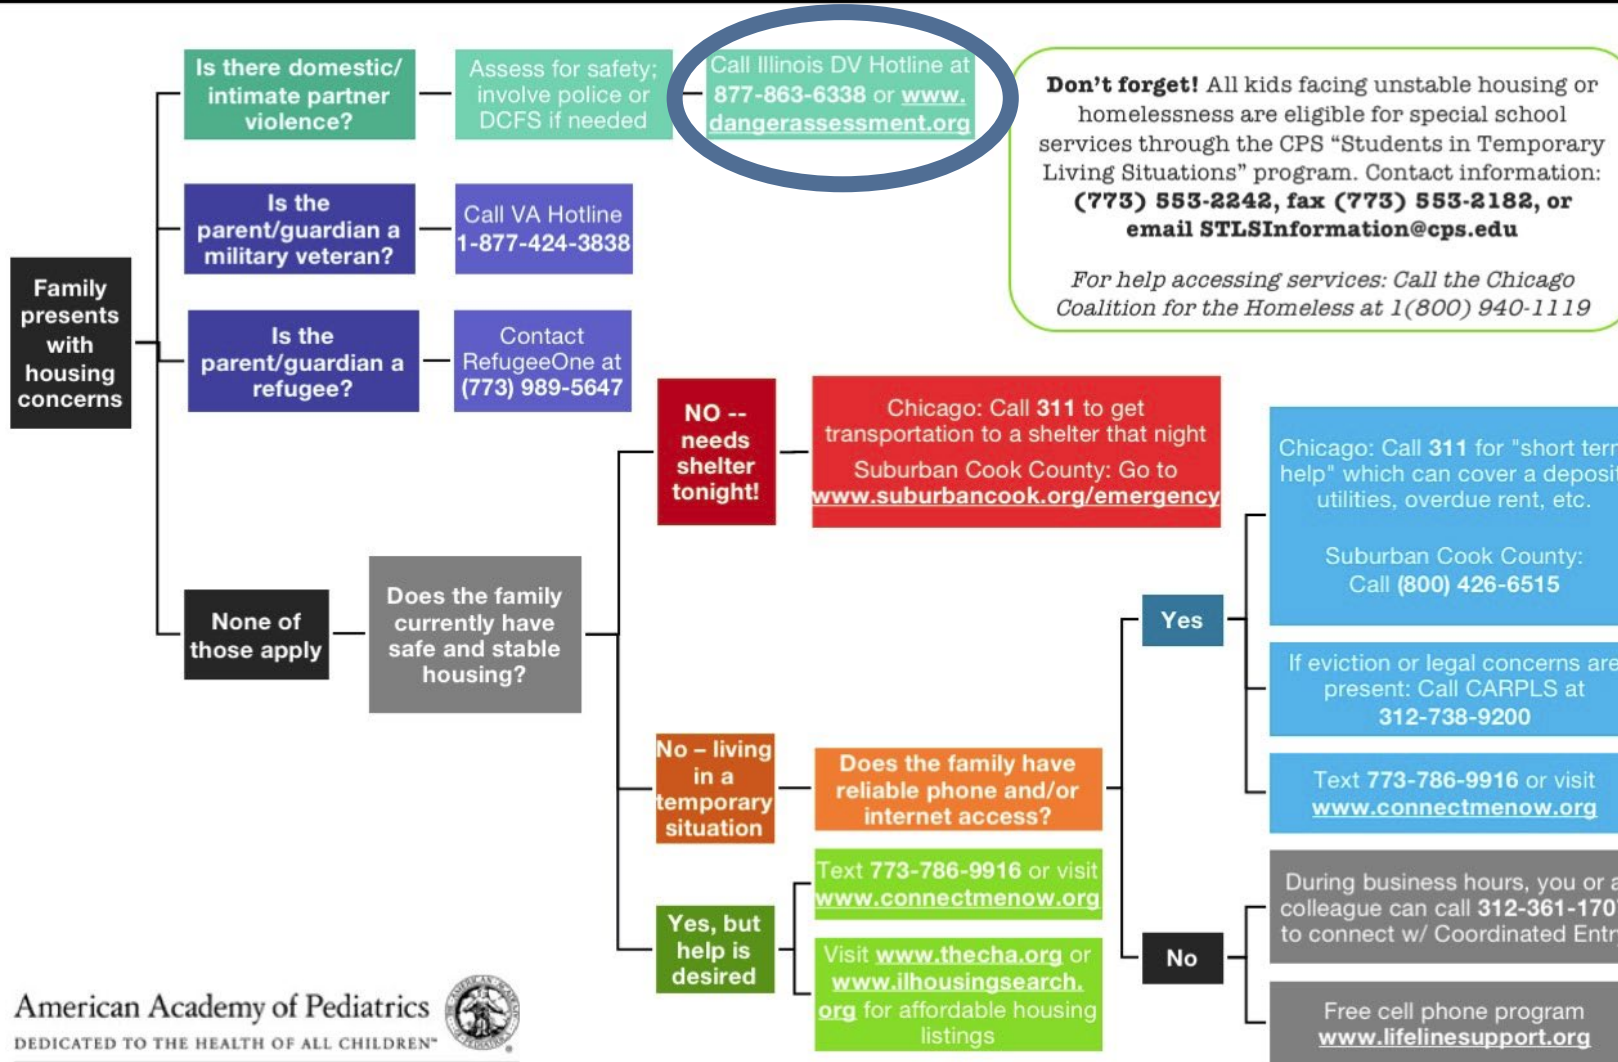 Is there domestic/
intimate partner
violence?
Assess for safety;
involve police or
DCFS if needed
Call Illinois DV Hotline at
877-863-6338 or www.
dangerassessment.org
Don't forget! All kids facing unstable housing or
homelessness are eligible for special school
services through the CPS “Students in Temporary
Living Situations” program. Contact information:
(773) 553-2242, fax (773) 553-2182, or
email STLSInformation@cps.edu
For help accessing services: Call the Chicago
Coalition for the Homeless at 1(800) 940-1119
Is the
parent/guardian a
military veteran?
Call VA Hotline
1-877-424-3838
Family
presents
with
housing
concerns
Is the
parent/guardian a
refugee?
Contact
RefugeeOne at
(773) 989-5647
None of
those apply
Does the family
currently have
safe and stable
housing?
NO --
needs
shelter
tonight!
Chicago: Call 311 to get
transportation to a shelter that night
Suburban Cook County: Go to
www.suburbancook.org/emergency
No – living
in a
temporary
situation
Does the family have
reliable phone and/or
internet access?
Yes
Chicago: Call 311 for "short ter
help" which can cover a deposit
utilities, overdue rent, etc.
Suburban Cook County:
Call (800) 426-6515
If eviction or legal concerns are
present: Call CARPLS at
312-738-9200
Text 773-786-9916 or visit
www.connectmenow.org
No
During business hours, you or a
colleague can call 312-361-170
to connect w/ Coordinated Entr
Free cell phone program
www.lifelinesupport.org
Yes, but
help is
desired
Text 773-786-9916 or visit
www.connectmenow.org
Visit www.thecha.org or
www.ilhousingsearch.
org for affordable housing
listings
American Academy of Pediatrics
DEDICATED TO THE HEALTH OF ALL CHILDREN™